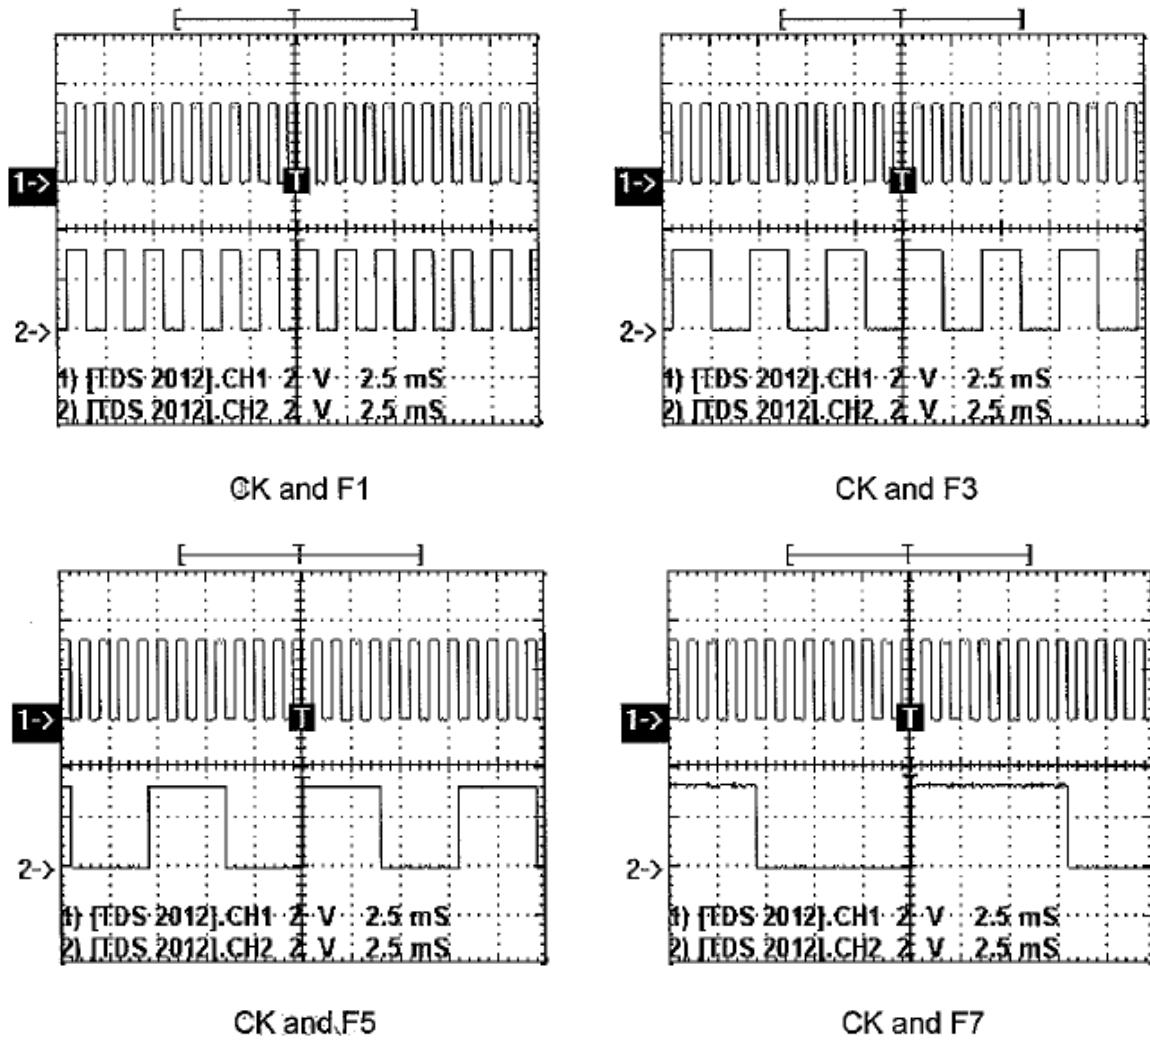 T
1->
T
2->
1) [TDS 2012].CH1 2 V 2.5 mS
2) [TDS 2012].CH2 2 V 2.5 mS
CK and F1
T
1->
T
2->
1) [TDS 2012].CH1 2 V 2.5 mS
2) [TDS 2012].CH2 2 V 2.5 mS
CK and F3
T
1->
T
2->
1) [TDS 2012].CH1 2 V 2.5 mS
2) [TDS 2012].CH2 2 V 2.5 mS
CK and F5
T
1->
T
2->
1) [TDS 2012].CH1 2 V 2.5 mS
2) [TDS 2012].CH2 2 V 2.5 mS
CK and F7